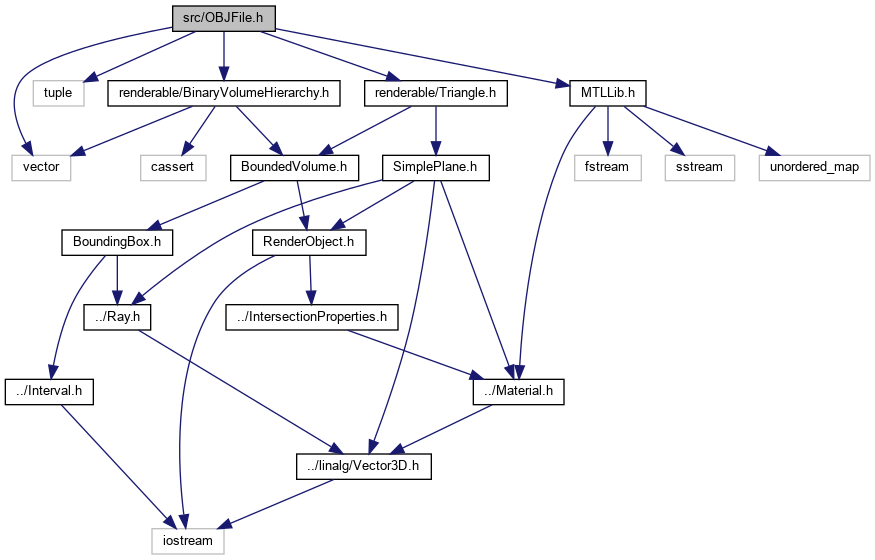 src/OBJFile.h
tuple
renderable/BinaryVolumeHierarchy.h
renderable/Triangle.h
MTLLib.h
vector
cassert
BoundedVolume.h
SimplePlane.h
fstream
sstream
unordered_map
BoundingBox.h
RenderObject.h
../Ray.h
../IntersectionProperties.h
../Interval.h
../Material.h
../linalg/Vector3D.h
iostream